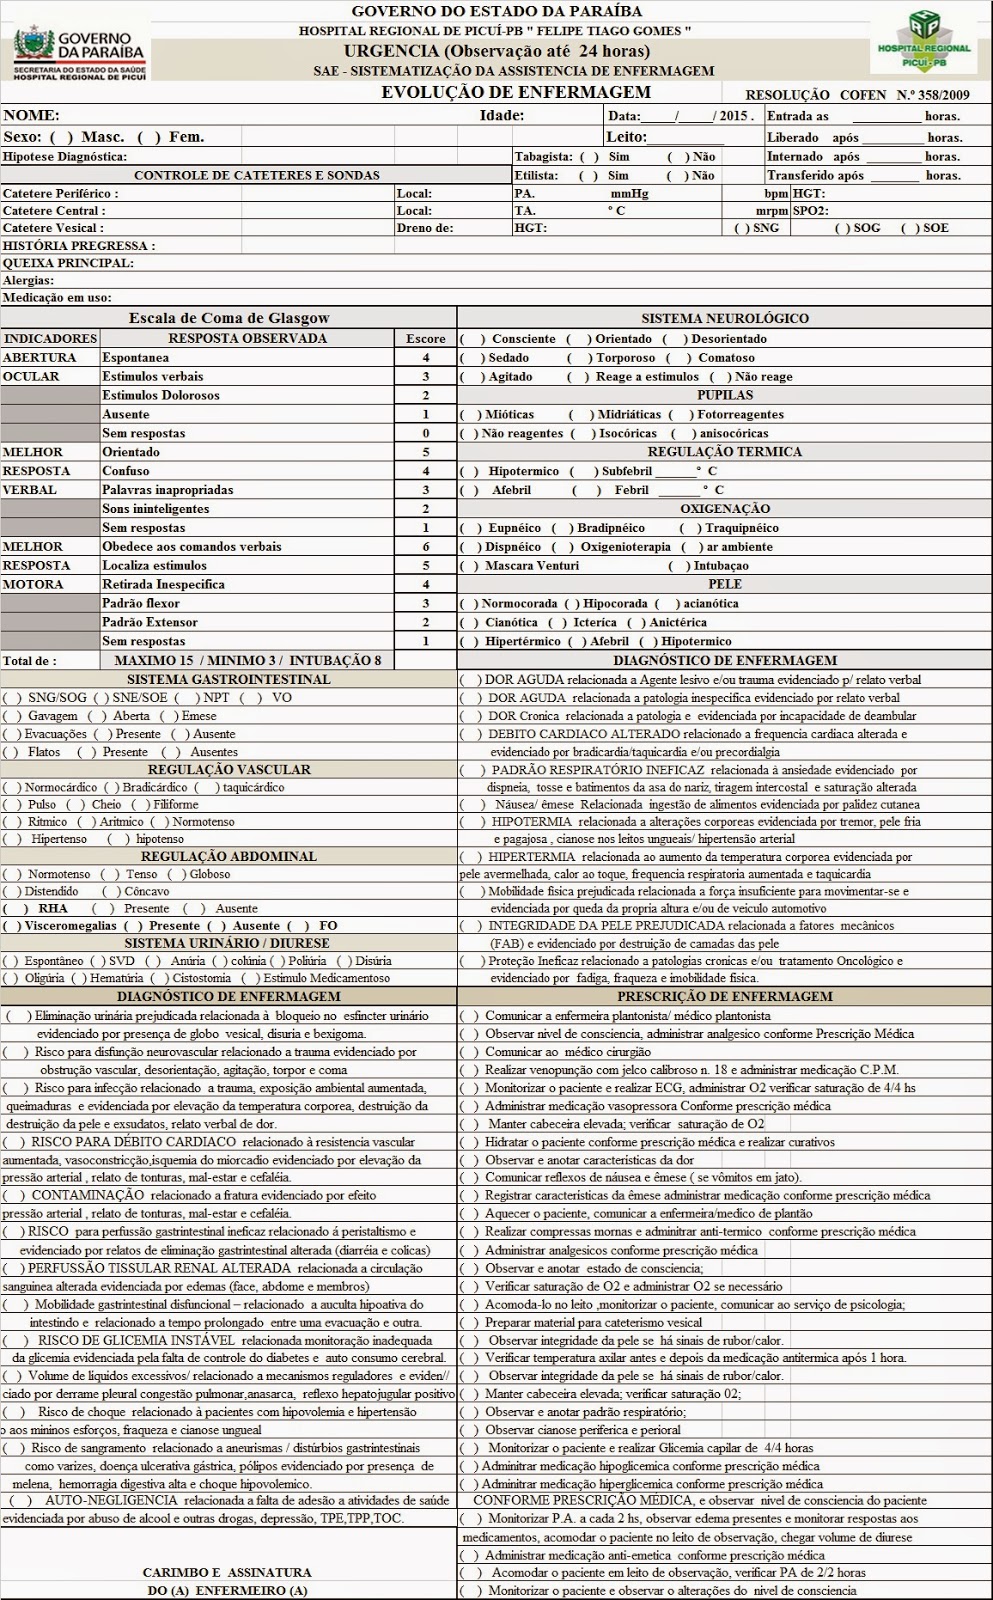 GOVERNO DO ESTADO DA PARAÍBA
HOSPITAL REGIONAL DE PICUÍ-PB " FELIPE TIAGO GOMES "
URGENCIA (Observação até 24 horas)
SAE - SISTEMATIZAÇÃO DA ASSISTENCIA DE ENFERMAGEM
GOVERNO
DA PARAÍBA
SECRETARIA DO ESTADO DA SAÚDE
HOSPITAL REGIONAL DE PICUÍ
HRP
HOSPITAL REGIONAL
PICUÍ-PB
EVOLUÇÃO DE ENFERMAGEM RESOLUÇÃO COFEN N.º 358/2009
NOME: Idade: Data:_____/_____/ 2015 . Entrada as ________ horas.
Sexo: ( ) Masc. ( ) Fem. Leito:__________ Liberado após _________ horas.
Hipotese Diagnóstica: Tabagista: ( ) Sim ( ) Não Internado após ________ horas.
CONTROLE DE CATETERES E SONDAS Etilista: ( ) Sim ( ) Não Transferido após _______ horas.
Catetere Periférico : Local: PA. mmHg bpm HGT:
Catetere Central : Local: TA. º C mrpm SPO2:
Catetere Vesical : Dreno de: HGT: ( ) SNG ( ) SOG ( ) SOE
HISTÓRIA PREGRESSA :
QUEIXA PRINCIPAL:
Alergias:
Medicação em uso:
Escala de Coma de Glasgow
INDICADORES RESPOSTA OBSERVADA Escore
ABERTURA Espontanea 4
OCULAR Estimulos verbais 3
Estimulos Dolorosos 2
Ausente 1
Sem respostas 0
MELHOR Orientado 5
RESPOSTA Confuso 4
VERBAL Palavras inapropriadas 3
Sons ininteligentes 2
Sem respostas 1
MELHOR Obedece aos comandos verbais 6
RESPOSTA Localiza estimulos 5
MOTORA Retirada Inespecifica 4
Padrão flexor 3
Padrão Extensor 2
Sem respostas 1
Total de : MAXIMO 15 / MINIMO 3 / INTUBAÇÃO 8
SISTEMA NEUROLÓGICO
( ) Consciente ( ) Orientado ( ) Desorientado
( ) Sedado ( ) Torporoso ( ) Comatoso
( ) Agitado ( ) Reage a estimulos ( ) Não reage
PUPILAS
( ) Mióticas ( ) Midriáticas ( ) Fotorreagentes
( ) Não reagentes ( ) Isocóricas ( ) anisocóricas
REGULAÇÃO TERMICA
( ) Hipotermico ( ) Subfebril ______º C
( ) Afebril ( ) Febril ______ º C
OXIGENAÇÃO
( ) Eupnéico ( ) Bradipnéico ( ) Traquipnéico
( ) Dispnéico ( ) Oxigenioterapia ( ) ar ambiente
( ) Mascara Venturi ( ) Intubaçao
PELE
( ) Normocorada ( ) Hipocorada ( ) acianótica
( ) Cianótica ( ) Icteríca ( ) Anictérica
( ) Hipertérmico ( ) Afebril ( ) Hipotermico
SISTEMA GASTROINTESTINAL
( ) SNG/SOG ( ) SNE/SOE ( ) NPT ( ) VO
( ) Gavagem ( ) Aberta ( ) Emese
( ) Evacuações ( ) Presente ( ) Ausente
( ) Flatos ( ) Presente ( ) Ausentes
REGULAÇÃO VASCULAR
( ) Normocárdico ( ) Bradicárdico ( ) taquicárdico
( ) Pulso ( ) Cheio ( ) Filiforme
( ) Ritmico ( ) Aritmico ( ) Normotenso
( ) Hipertenso ( ) hipotenso
REGULAÇÃO ABDOMINAL
( ) Normotenso ( ) Tenso ( ) Globoso
( ) Distendido ( ) Côncavo
( ) RHA ( ) Presente ( ) Ausente
( ) Visceromegalias ( ) Presente ( ) Ausente ( ) FO
SISTEMA URINÁRIO / DIURESE
( ) Espontâneo ( ) SVD ( ) Anúria ( ) colúnia ( ) Poliúria ( ) Disúria
( ) Oligúria ( ) Hematúria ( ) Cistostomia ( ) Estimulo Medicamentoso
DIAGNÓSTICO DE ENFERMAGEM
( ) DOR AGUDA relacionada a Agente lesivo e/ou trauma evidenciado p/ relato verbal
( ) DOR AGUDA relacionada a patologia inespecifica evidenciado por relato verbal
( ) DOR Cronica relacionada a patologia e evidenciada por incapacidade de deambular
( ) DEBITO CARDIACO ALTERADO relacionado a frequencia cardiaca alterada e
evidenciado por bradicardia/taquicardia e/ou precordialgia
( ) PADRÃO RESPIRATÓRIO INEFICAZ relacionada à ansiedade evidenciado por
dispneia, tosse e batimentos da asa do nariz, tiragem intercostal e saturação alterada
( ) Náusea/ êmese Relacionada ingestão de alimentos evidenciada por palidez cutanea
( ) HIPOTERMIA relacionada a alterações corporeas evidenciada por tremor, pele fria
e pagajosa , cianose nos leitos ungueais/ hipertensão arterial
( ) HIPERTERMIA relacionada ao aumento da temperatura corporea evidenciada por
pele avermelhada, calor ao toque, frequencia respiratoria aumentada e taquicardia
( ) Mobilidade fisica prejudicada relacionada a força insuficiente para movimentar-se e
evidenciada por queda da propria altura e/ou de veiculo automotivo
( ) INTEGRIDADE DA PELE PREJUDICADA relacionada a fatores mecânicos
(FAB) e evidenciado por destruição de camadas das pele
( ) Proteção Ineficaz relacionado a patologias cronicas e/ou tratamento Oncológico e
evidenciado por fadiga, fraqueza e imobilidade fisica.
DIAGNÓSTICO DE ENFERMAGEM
( ) Eliminação urinária prejudicada relacionada à bloqueio no esfincter urinário
evidenciado por presença de globo vesical, disuria e bexigoma.
( ) Risco para disfunção neurovascular relacionado a trauma evidenciado por
obstrução vascular, desorientação, agitação, torpor e coma
( ) Risco para infecção relacionado a trauma, exposição ambiental aumentada,
queimaduras e evidenciada por elevação da temperatura corporea, destruição da
destruição da pele e exsudatos, relato verbal de dor.
( ) RISCO PARA DÉBITO CARDIACO relacionado à resistencia vascular
aumentada, vasoconstricção,isquemia do miorcadio evidenciado por elevação da
pressão arterial , relato de tonturas, mal-estar e cefaléia.
( ) CONTAMINAÇÃO relacionado a fratura evidenciado por efeito
pressão arterial , relato de tonturas, mal-estar e cefaléia.
( ) RISCO para perfussão gastrintestinal ineficaz relacionado á peristaltismo e
evidenciado por relatos de eliminação gastrintestinal alterada (diarréia e colicas)
( ) PERFUSSÃO TISSULAR RENAL ALTERADA relacionada a circulação
sanguinea alterada evidenciada por edemas (face, abdome e membros)
( ) Mobilidade gastrintestinal disfuncional – relacionado a auculta hipoativa do
intestindo e relacionado a tempo prolongado entre uma evacuação e outra.
( ) RISCO DE GLICEMIA INSTÁVEL relacionada monitoração inadequada
da glicemia evidenciada pela falta de controle do diabetes e auto consumo cerebral.
( ) Volume de líquidos excessivos/ relacionado a mecanismos reguladores e eviden//
ciado por derrame pleural congestão pulmonar,anasarca, reflexo hepatojugular positivo
( ) Risco de choque relacionado à pacientes com hipovolemia e hipertensão
o aos mininos esforços, fraqueza e cianose ungueal
( ) Risco de sangramento relacionado a aneurismas / distúrbios gastrintestinais
como varizes, doença ulcerativa gástrica, pólipos evidenciado por presença de
melena, hemorragia digestiva alta e choque hipovolemico.
( ) AUTO-NEGLIGENCIA relacionada a falta de adesão a atividades de saúde
evidenciada por abuso de alcool e outras drogas, depressão, TPE,TPP,TOC.
CARIMBO E ASSINATURA
DO (A) ENFERMEIRO (A)
PRESCRIÇÃO DE ENFERMAGEM
( ) Comunicar a enfermeira plantonista/ médico plantonista
( ) Observar nivel de consciencia, administrar analgesico conforme Prescrição Médica
( ) Comunicar ao médico cirurgião
( ) Realizar venopunção com jelco calibroso n. 18 e administrar medicação C.P.M.
( ) Monitorizar o paciente e realizar ECG, administrar O2 verificar saturação de 4/4 hs
( ) Administrar medicação vasopressora Conforme prescrição médica
( ) Manter cabeceira elevada; verificar saturação de O2
( ) Hidratar o paciente conforme prescrição médica e realizar curativos
( ) Observar e anotar caracteristicas da dor
( ) Comunicar reflexos de náusea e êmese ( se vômitos em jato).
( ) Registrar características da êmese administrar medicação conforme prescrição médica
( ) Aquecer o paciente, comunicar a enfermeira/medico de plantão
( ) Realizar compressas mornas e adminitrar anti-termico conforme prescrição médica
( ) Administrar analgesicos conforme prescrição médica
( ) Observar e anotar estado de consciencia;
( ) Verificar saturação de O2 e administrar O2 se necessário
( ) Acomoda-lo no leito ,monitorizar o paciente, comunicar ao serviço de psicologia;
( ) Preparar material para cateterismo vesical
( ) Observar integridade da pele se há sinais de rubor/calor.
( ) Verificar temperatura axilar antes e depois da medicação antitermica após 1 hora.
( ) Observar integridade da pele se há sinais de rubor/calor.
( ) Manter cabeceira elevada; verificar saturação 02;
( ) Observar e anotar padrão respiratório;
( ) Observar cianose periferica e perioral
( ) Monitorizar o paciente e realizar Glicemia capilar de 4/4 horas
( ) Adminitrar medicação hipoglicemica conforme prescrição médica
( ) Adminitrar medicação hiperglicemica conforme prescrição médica
CONFORME PRESCRIÇÃO MÉDICA, e observar nivel de consciencia do paciente
( ) Monitorizar P.A. a cada 2 hs, observar edema presentes e monitorar respostas aos
medicamentos, acomodar o paciente no leito de observação, chegar volume de diurese
( ) Administrar medicação anti-emetica conforme prescrição médica
( ) Acomodar o paciente em leito de observação, verificar PA de 2/2 horas
( ) Monitorizar o paciente e observar o alterações do nivel de consciencia